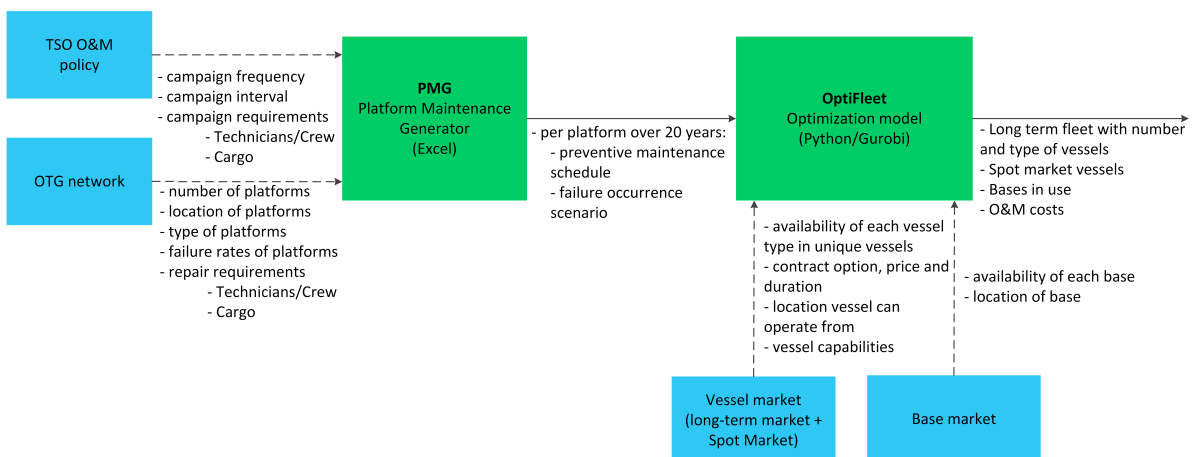 TSO O&M
policy
- campaign frequency
- campaign interval
- campaign requirements
- Technicians/Crew
- Cargo
OTG network
- number of platforms
- location of platforms
- type of platforms
- failure rates of platforms
- repair requirements
- Technicians/Crew
- Cargo
PMG
Platform Maintenance
Generator
(Excel)
- per platform over 20 years:
- preventive maintenance
schedule
- failure occurrence
scenario
OptiFleet
Optimization model
(Python/Gurobi)
- Long term fleet with number
and type of vessels
- Spot market vessels
- Bases in use
- O&M costs
- availability of each vessel
type in unique vessels
- contract option, price and
duration
- location vessel can
operate from
- vessel capabilities
- availability of each base
- location of base
Vessel market
(long-term market +
Spot Market)
Base market